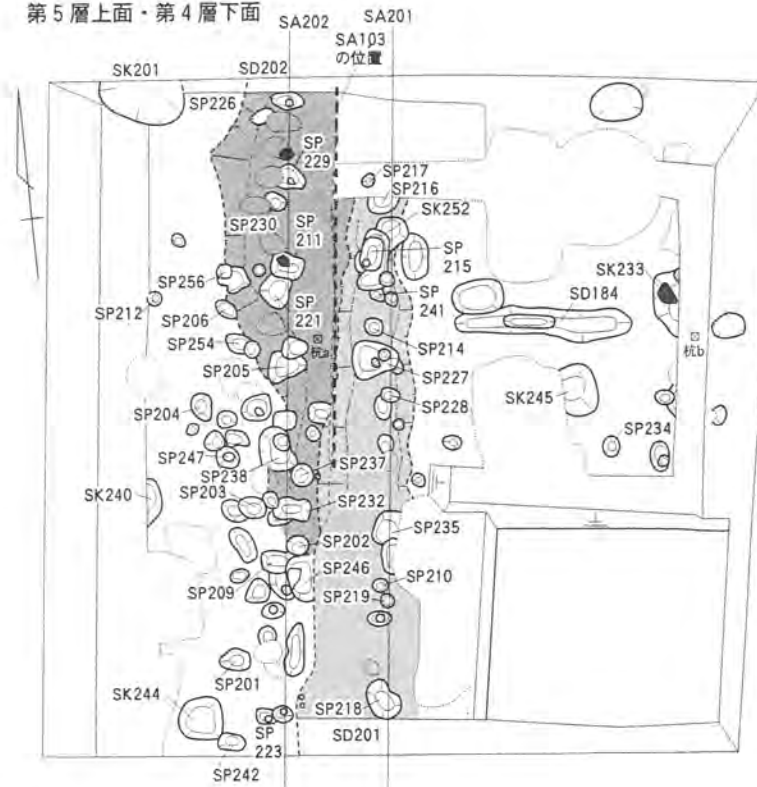 第5層上面・第4層下面
SA202
SA201
SA103
の位置
SK201
SD202
SP226
SP
229
SP217
SP216
SK252
SP230
SP
211
SP
215
SK233
SP256
SD184
SP212
SP
221
SP
241
SP206
SP254
杭a
SP214
杭b
SP205
SP227
SP204
SP228
SK245
SP234
SP247
SP238
SP237
SK240
SP203
SP232
SP235
SP202
SP246
SP210
SP209
SP219
SP201
SK244
SP218
SP
223
SD201
SP242